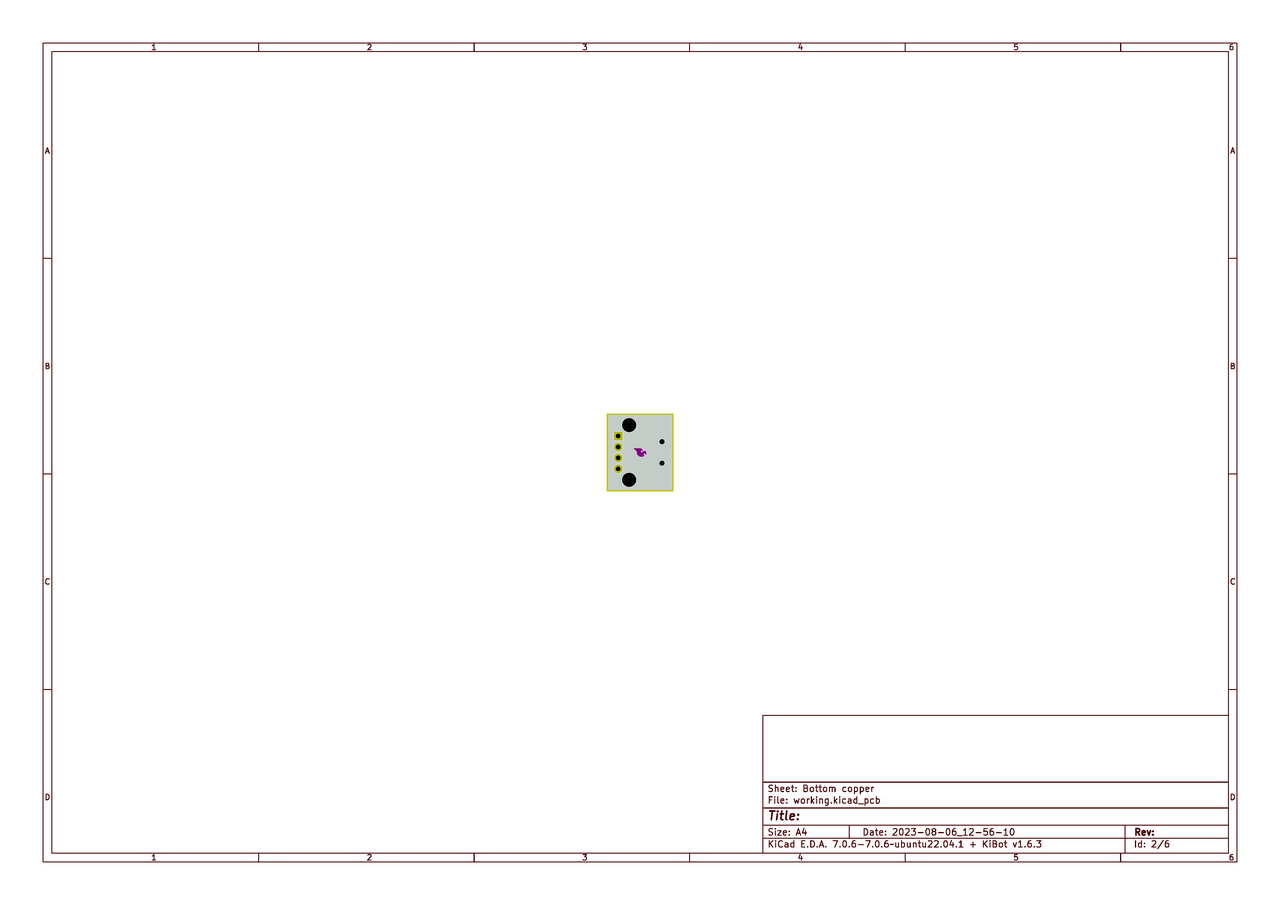 1 2 3 4 5 6
A A
B B
C C
D D
Sheet: Bottom copper
File: working.kicad_pcb
Title:
Size: A4 Date: 2023-08-06_12-56-10 Rev:
KiCad E.D.A. 7.0.6-7.0.6~ubuntu22.04.1 + KiBot v1.6.3 Id: 2/6
1 2 3 4 5 6